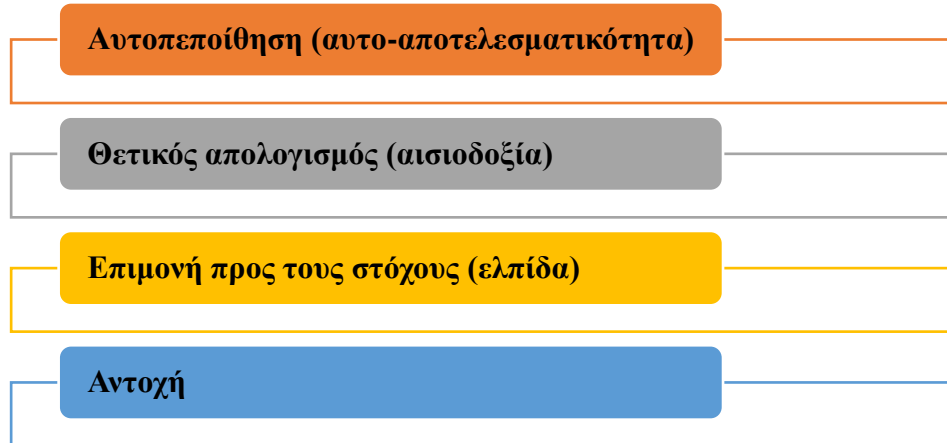 Αυτοπεποίθηση (αυτο-αποτελεσματικότητα)
Θετικός απολογισμός (αισιοδοξία)
Επιμονή προς τους στόχους (ελπίδα)
Αντοχή